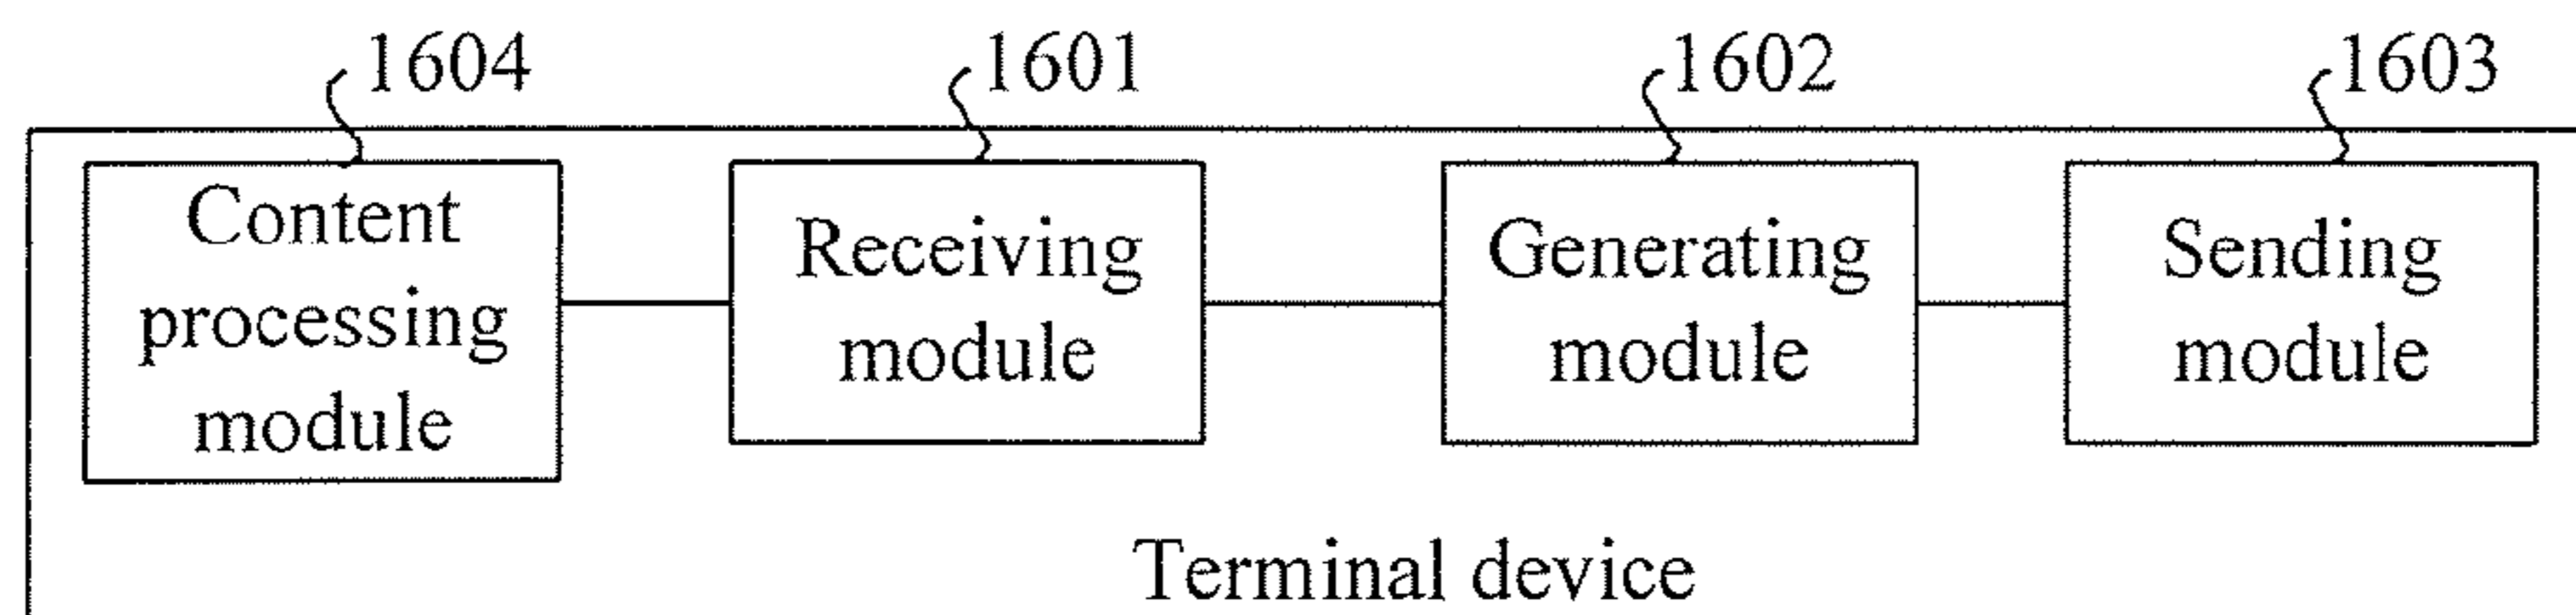 1604
1601
1602
1603
Content
processing
module
Receiving
module
Generating
module
Sending
module
Terminal device